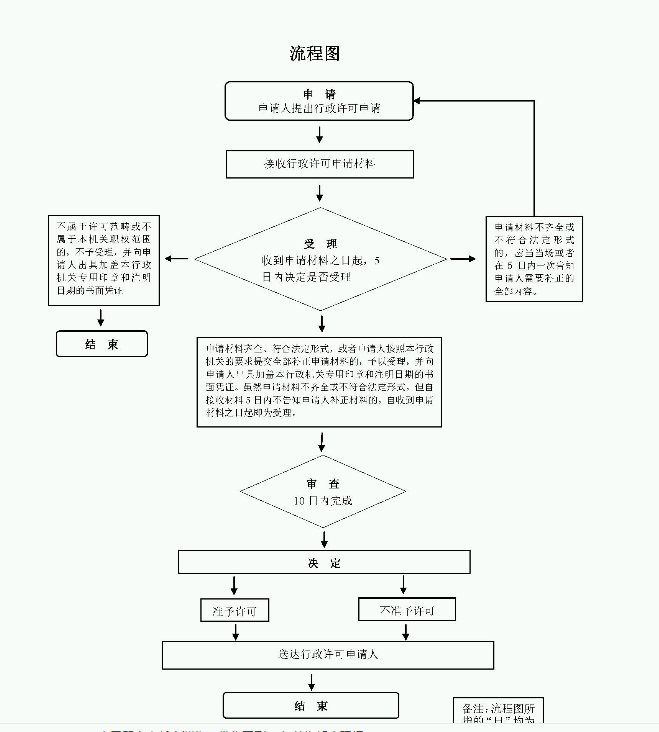 流程图
申 请
申请人提出行政许可申请
接收行政许可申请材料
不属于许可范畴或不
属于本机关职权范围
的，不予受理，并向申
请人出具加盖本行政
机关专用印章和注明
日期的书面凭证
结 束
受 理
收到申请材料之日起，5
日内决定是否受理
申请材料不齐全或
不符合法定形式
的，应当当场或者
在 5 日内一次告知
申请人需要补正的
全部内容。
申请材料齐全、符合法定形式，或者申请人按照本行政
机关的要求提交全部补正申请材料的，予以受理，并向
申请人出具加盖本行政机关专用印章和注明日期的书
面凭证。虽然申请材料不齐全或不符合法定形式，但自
接收材料 5 日内不告知申请人补正材料的，自收到申请
材料之日起即为受理。
审 查
10 日内完成
决 定
准予许可
不准予许可
送达行政许可申请人
结 束
备注：流程图所
的“日”均为